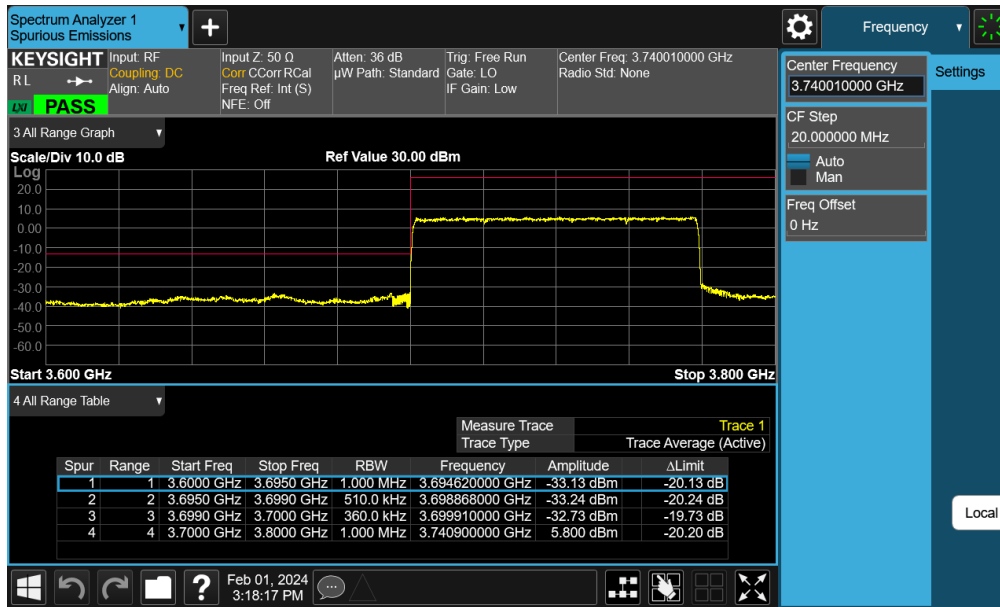 Spectrum Analyzer 1
Spurious Emissions
+
Frequency
KEYSIGHT
R L
LXI
PASS
Input: RF
Coupling: DC
Align: Auto
Input Z: 50 Ω
Corr CCorr RCal
Freq Ref: Int (S)
NFE: Off
Atten: 36 dB
µW Path: Standard
Trig: Free Run
Gate: LO
IF Gain: Low
Center Freq: 3.740010000 GHz
Radio Std: None
Center Frequency
3.740010000 GHz
Settings
CF Step
20.000000 MHz
Auto
Man
Freq Offset
0 Hz
3 All Range Graph
Scale/Div 10.0 dB
Ref Value 30.00 dBm
Log
20.0
10.0
0.00
-10.0
-20.0
-30.0
-40.0
-50.0
-60.0
Start 3.600 GHz
Stop 3.800 GHz
4 All Range Table
Measure Trace Trace 1
Trace Type Trace Average (Active)
Spur Range Start Freq Stop Freq RBW Frequency Amplitude ΔLimit
1 1 3.6000 GHz 3.6950 GHz 1.000 MHz 3.694620000 GHz -33.13 dBm -20.13 dB
2 2 3.6950 GHz 3.6990 GHz 510.0 kHz 3.698868000 GHz -33.24 dBm -20.24 dB
3 3 3.6990 GHz 3.7000 GHz 360.0 kHz 3.699910000 GHz -32.73 dBm -19.73 dB
4 4 3.7000 GHz 3.8000 GHz 1.000 MHz 3.740900000 GHz 5.800 dBm -20.20 dB
Local
?
Feb 01, 2024
3:18:17 PM